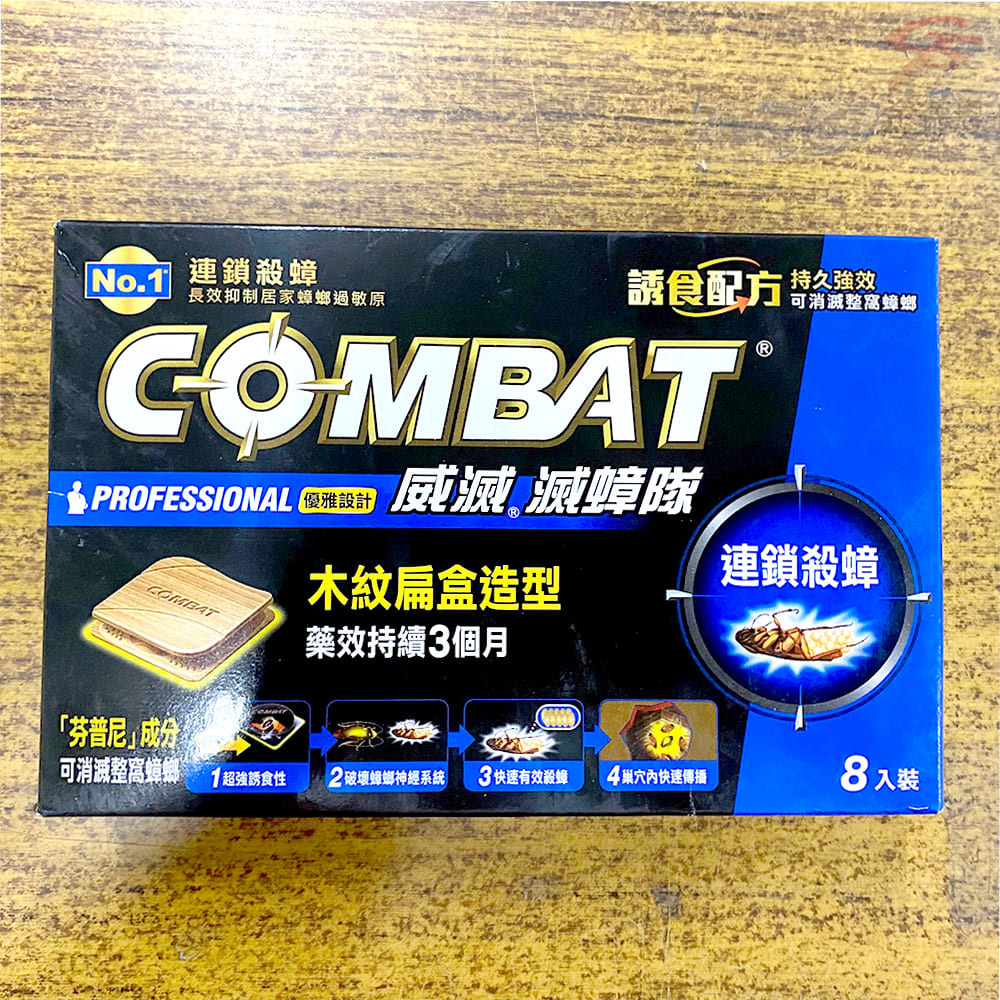 No.1
連鎖殺蟑
長效抑制居家蟑螂過敏原
誘食配方
持久強效
可消滅整窩蟑螂
COMBAT®
PROFESSIONAL 優雅設計 威滅® 滅蟑隊
木紋扁盒造型
藥效持續3個月
COMBAT
連鎖殺蟑
「芬普尼」成分
可消滅整窩蟑螂
COMBAT
1超強誘食性
2破壞蟑螂神經系統
3快速有效殺蟑
4巢穴內快速傳播
8入裝